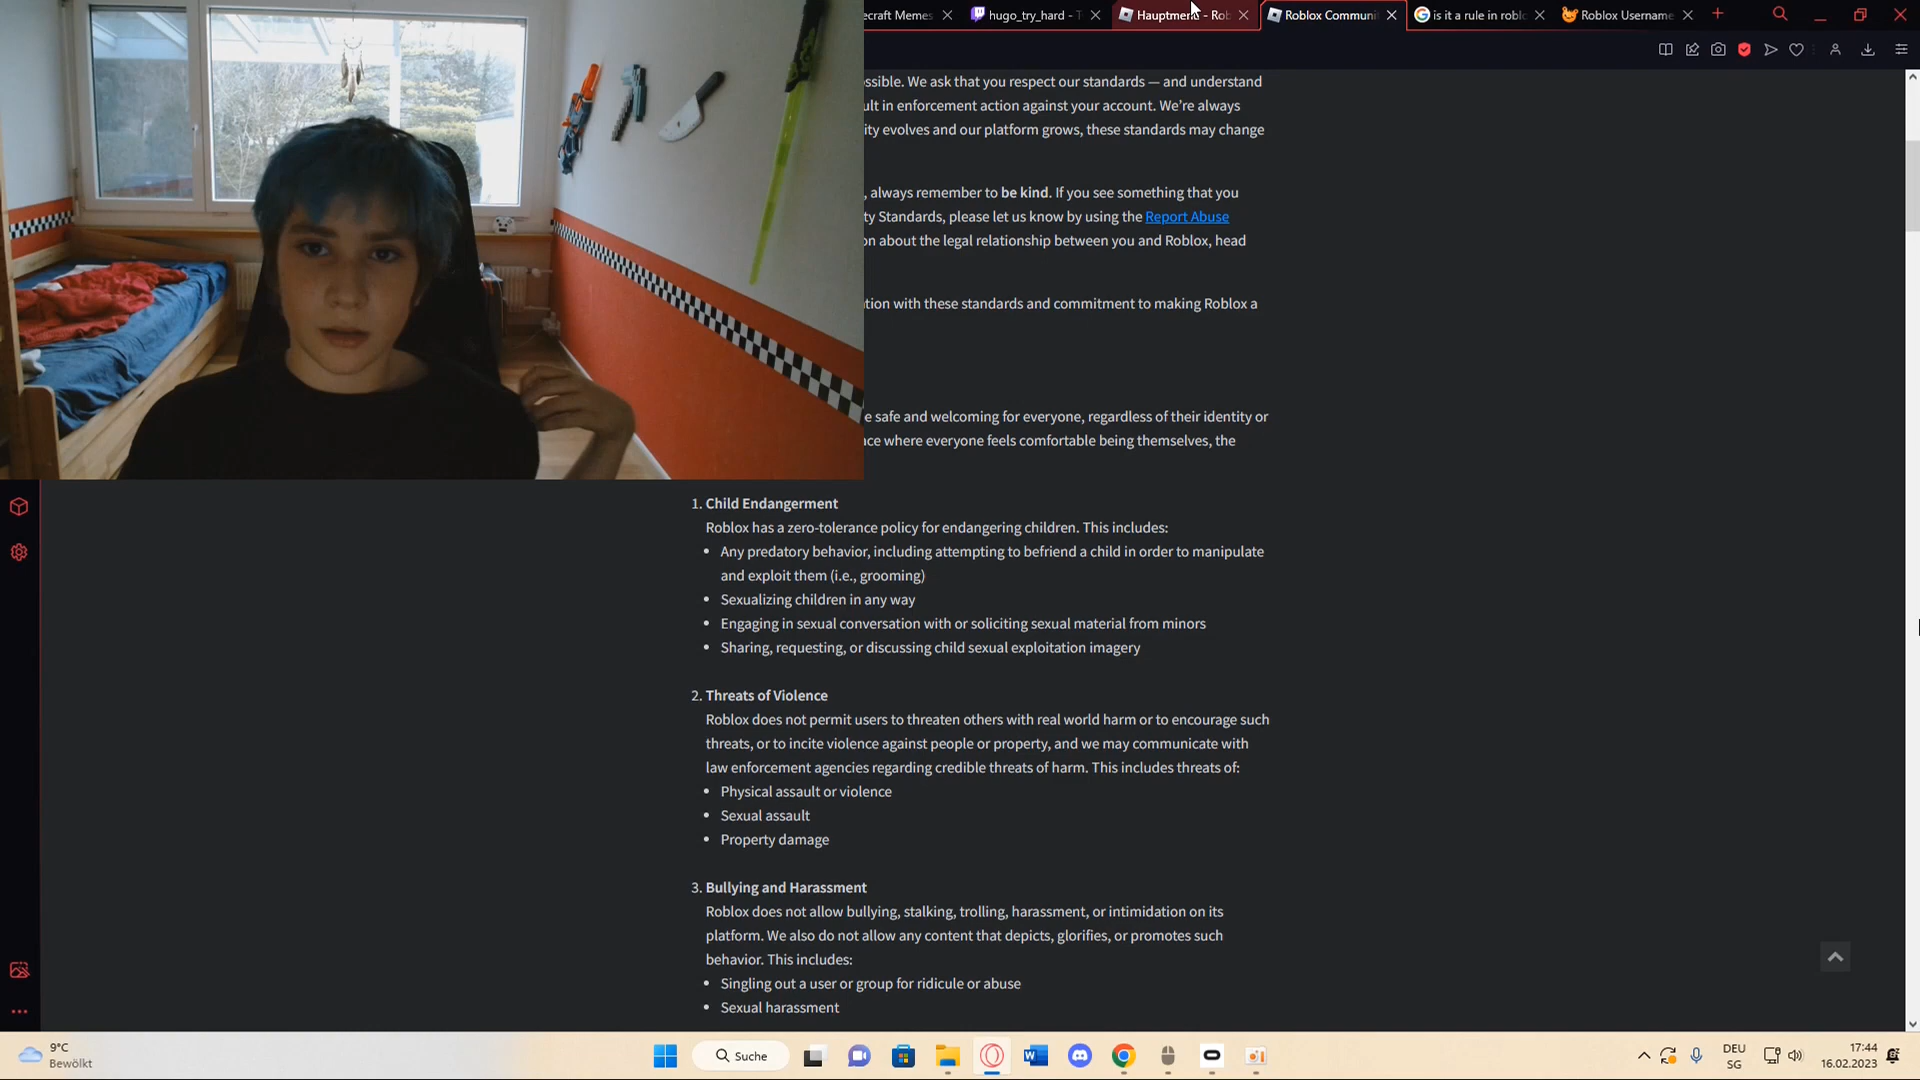 ecraft Memes
hugo_try_hard - T
Hauptmenü - Rob
Roblox Communi
is it a rule in roblo
Roblox Username
ssible. We ask that you respect our standards — and understand
ult in enforcement action against your account. We're always
ity evolves and our platform grows, these standards may change
, always remember to be kind. If you see something that you
ty Standards, please let us know by using the Report Abuse
on about the legal relationship between you and Roblox, head
tion with these standards and commitment to making Roblox a
e safe and welcoming for everyone, regardless of their identity or
ace where everyone feels comfortable being themselves, the
1. Child Endangerment
Roblox has a zero-tolerance policy for endangering children. This includes:
• Any predatory behavior, including attempting to befriend a child in order to manipulate
and exploit them (i.e., grooming)
• Sexualizing children in any way
• Engaging in sexual conversation with or soliciting sexual material from minors
• Sharing, requesting, or discussing child sexual exploitation imagery
2. Threats of Violence
Roblox does not permit users to threaten others with real world harm or to encourage such
threats, or to incite violence against people or property, and we may communicate with
law enforcement agencies regarding credible threats of harm. This includes threats of:
• Physical assault or violence
• Sexual assault
• Property damage
3. Bullying and Harassment
Roblox does not allow bullying, stalking, trolling, harassment, or intimidation on its
platform. We also do not allow any content that depicts, glorifies, or promotes such
behavior. This includes:
• Singling out a user or group for ridicule or abuse
• Sexual harassment
9°C
Bewölkt
Suche
DEU
SG
17:44
16.02.2023